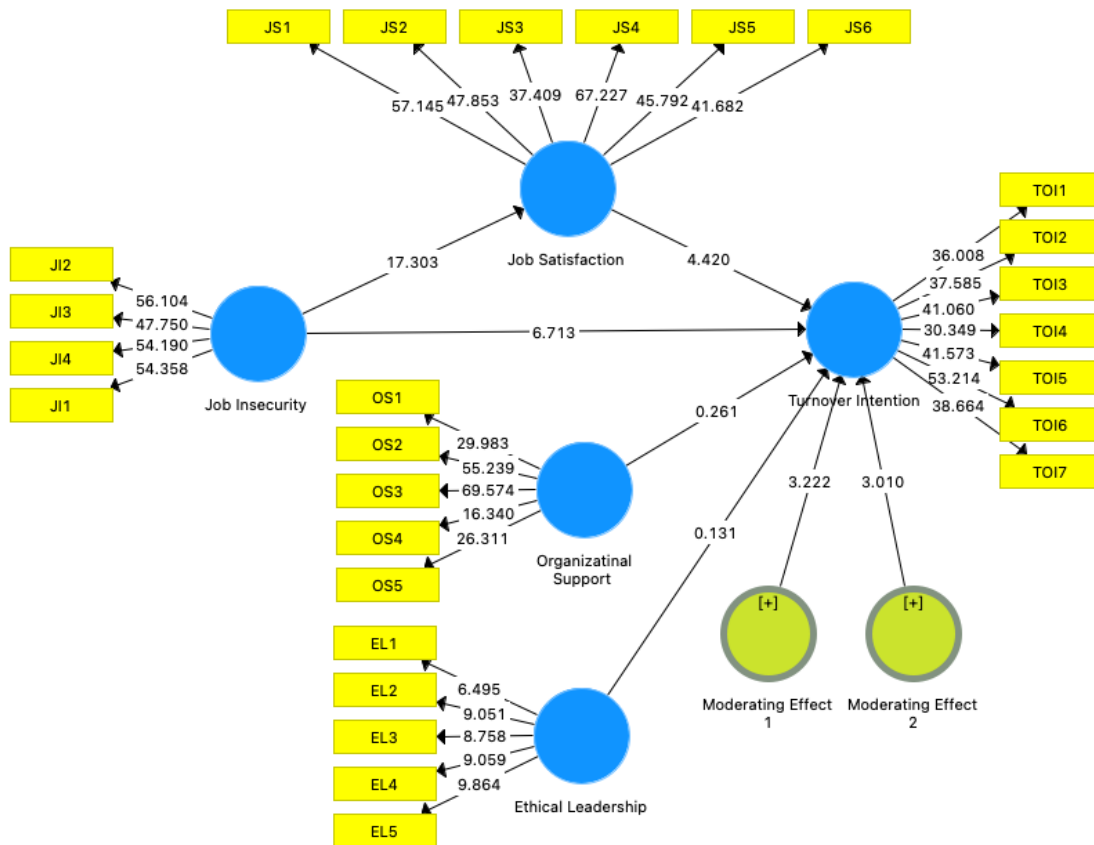 JS1
JS2
JS3
JS4
JS5
JS6
57.145
47.853
37.409
67.227
45.792
41.682
Job Satisfaction
17.303
4.420
JI2
JI3
JI4
JI1
56.104
47.750
54.190
54.358
Job Insecurity
6.713
TOI1
TOI2
TOI3
TOI4
TOI5
TOI6
TOI7
36.008
37.585
41.060
30.349
41.573
53.214
38.664
Turnover Intention
OS1
OS2
OS3
OS4
OS5
29.983
55.239
69.574
16.340
26.311
Organizatinal
Support
0.261
0.131
3.222
3.010
EL1
EL2
EL3
EL4
EL5
6.495
9.051
8.758
9.059
9.864
Ethical Leadership
[+]
Moderating Effect
1
[+]
Moderating Effect
2